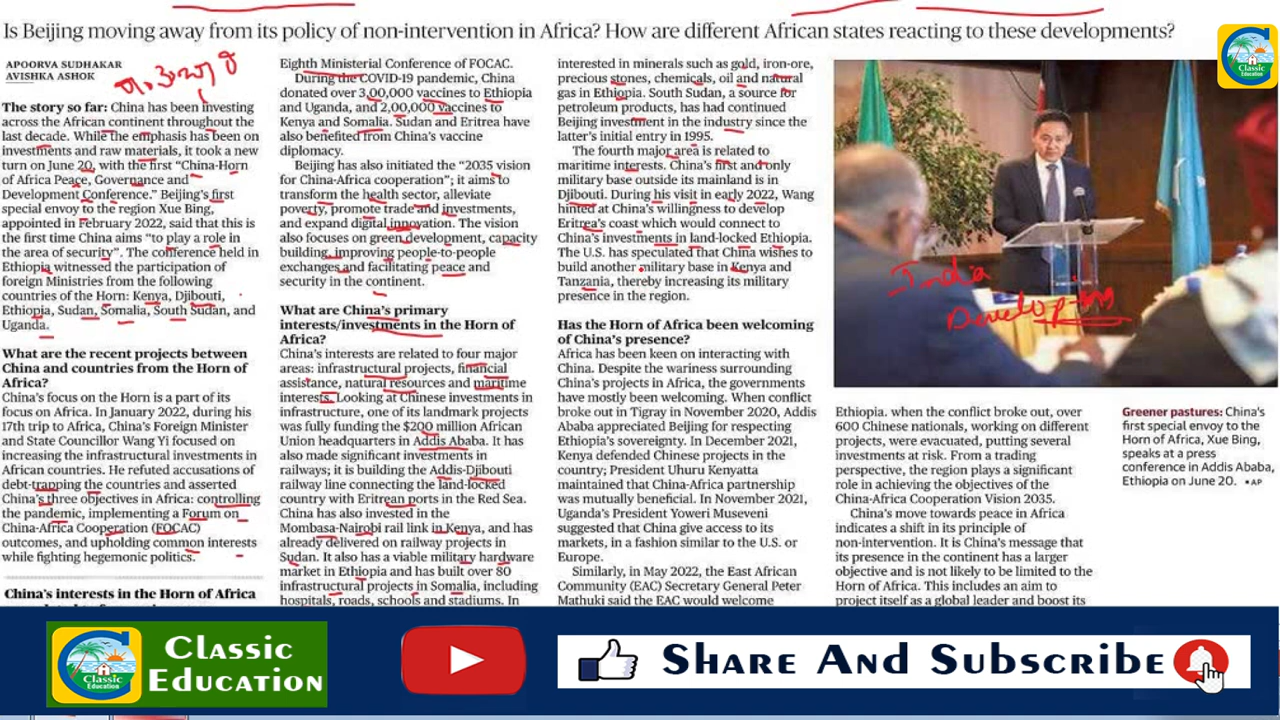 Is Beijing moving away from its policy of non-intervention in Africa? How are different African states reacting to these developments?
APOORVA SUDHAKAR
AVISHKA ASHOK
The story so far: China has been investing
across the African continent throughout the
last decade. While the emphasis has been on
investments and raw materials, it took a new
turn on June 20, with the first “China-Horn
of Africa Peace, Governance and
Development Conference.” Beijing’s first
special envoy to the region Xue Bing,
appointed in February 2022, said that this is
the first time China aims “to play a role in
the area of security”. The conference held in
Ethiopia witnessed the participation of
foreign Ministries from the following
countries of the Horn: Kenya, Djibouti,
Ethiopia, Sudan, Somalia, South Sudan, and
Uganda.
What are the recent projects between
China and countries from the Horn of
Africa?
China’s focus on the Horn is a part of its
focus on Africa. In January 2022, during his
17th trip to Africa, China’s Foreign Minister
and State Councillor Wang Yi focused on
increasing the infrastructural investments in
African countries. He refuted accusations of
debt-trapping the countries and asserted
China’s three objectives in Africa: controlling
the pandemic, implementing a Forum on
China-Africa Cooperation (FOCAC)
outcomes, and upholding common interests
while fighting hegemonic politics.
China’s interests in the Horn of Africa
Eighth Ministerial Conference of FOCAC.
During the COVID-19 pandemic, China
donated over 3,00,000 vaccines to Ethiopia
and Uganda, and 2,00,000 vaccines to
Kenya and Somalia. Sudan and Eritrea have
also benefited from China’s vaccine
diplomacy.
Beijing has also initiated the “2035 vision
for China-Africa cooperation”; it aims to
transform the health sector, alleviate
poverty, promote trade and investments,
and expand digital innovation. The vision
also focuses on green development, capacity
building, improving people-to-people
exchanges and facilitating peace and
security in the continent.
What are China’s primary
interests/investments in the Horn of
Africa?
China’s interests are related to four major
areas: infrastructural projects, financial
assistance, natural resources and maritime
interests. Looking at Chinese investments in
infrastructure, one of its landmark projects
was fully funding the $200 million African
Union headquarters in Addis Ababa. It has
also made significant investments in
railways; it is building the Addis-Djibouti
railway line connecting the land-locked
country with Eritrean ports in the Red Sea.
China has also invested in the
Mombasa-Nairobi rail link in Kenya, and has
already delivered on railway projects in
Sudan. It also has a viable military hardware
market in Ethiopia and has built over 80
infrastructural projects in Somalia, including
hospitals, roads, schools and stadiums. In
interested in minerals such as gold, iron-ore,
precious stones, chemicals, oil and natural
gas in Ethiopia. South Sudan, a source for
petroleum products, has had continued
Beijing investment in the industry since the
latter’s initial entry in 1995.
The fourth major area is related to
maritime interests. China’s first and only
military base outside its mainland is in
Djibouti. During his visit in early 2022, Wang
hinted at China’s willingness to develop
Eritrea’s coast which would connect to
China’s investments in land-locked Ethiopia.
The U.S. has speculated that China wishes to
build another military base in Kenya and
Tanzania, thereby increasing its military
presence in the region.
Has the Horn of Africa been welcoming
of China’s presence?
Africa has been keen on interacting with
China. Despite the wariness surrounding
China’s projects in Africa, the governments
have mostly been welcoming. When conflict
broke out in Tigray in November 2020, Addis
Ababa appreciated Beijing for respecting
Ethiopia’s sovereignty. In December 2021,
Kenya defended Chinese projects in the
country; President Uhuru Kenyatta
maintained that China-Africa partnership
was mutually beneficial. In November 2021,
Uganda’s President Yoweri Museveni
suggested that China give access to its
markets, in a fashion similar to the U.S. or
Europe.
Similarly, in May 2022, the East African
Community (EAC) Secretary General Peter
Mathuki said the EAC would welcome
India
Developing
Ethiopia. when the conflict broke out, over
600 Chinese nationals, working on different
projects, were evacuated, putting several
investments at risk. From a trading
perspective, the region plays a significant
role in achieving the objectives of the
China-Africa Cooperation Vision 2035.
China’s move towards peace in Africa
indicates a shift in its principle of
non-intervention. It is China’s message that
its presence in the continent has a larger
objective and is not likely to be limited to the
Horn of Africa. This includes an aim to
project itself as a global leader and boost its
Greener pastures: China’s
first special envoy to the
Horn of Africa, Xue Bing,
speaks at a press
conference in Addis Ababa,
Ethiopia on June 20. • AP
Classic
Education
Classic
Education
Classic
Education
Share And Subscribe